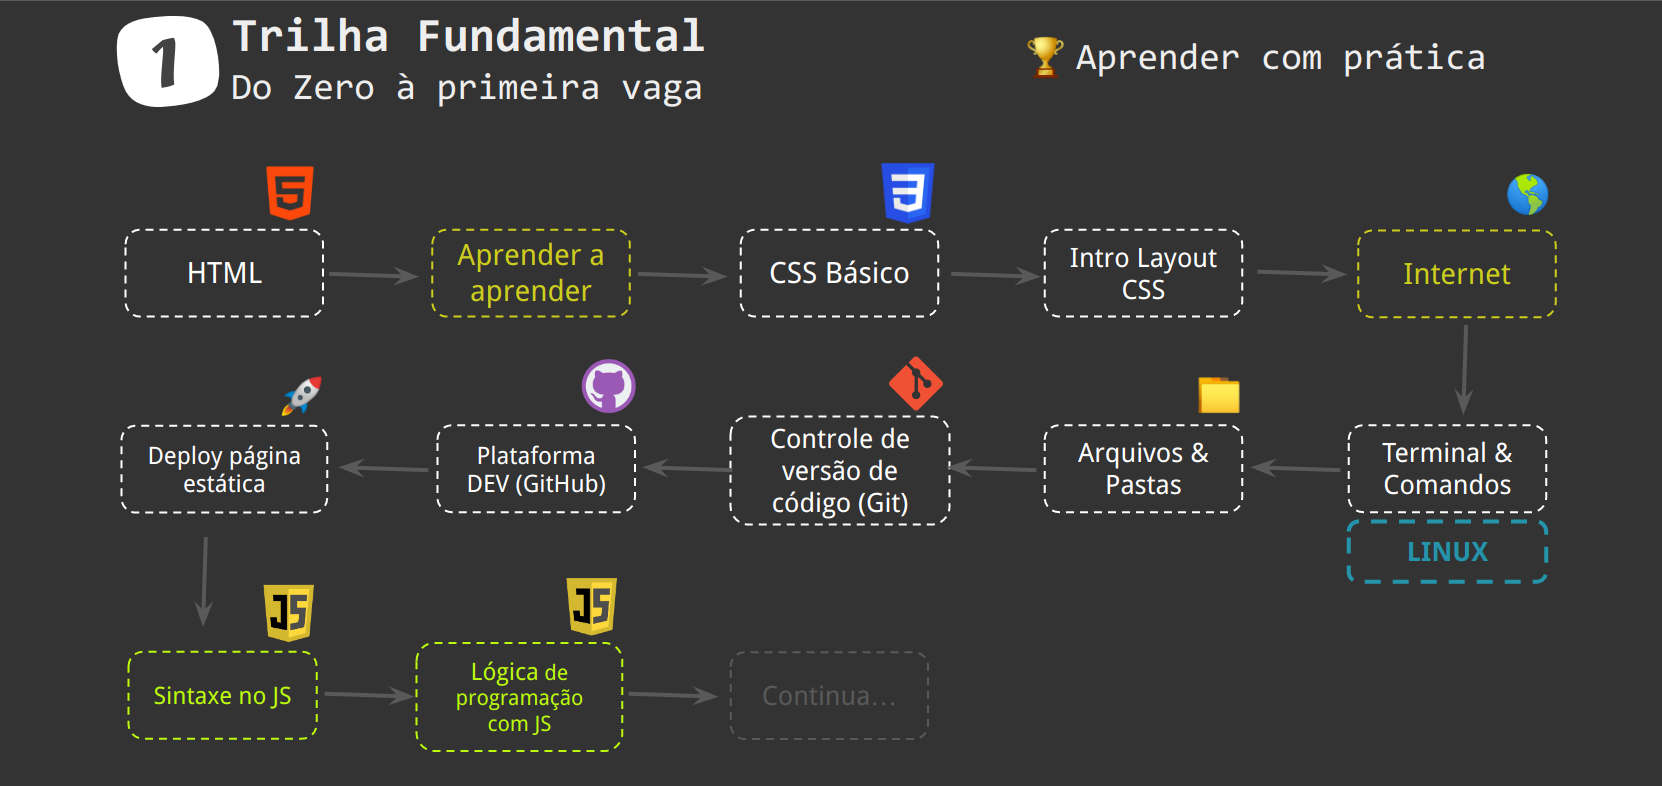 1
Trilha Fundamental
Do Zero à primeira vaga
Aprender com prática
HTML
Aprender a
aprender
CSS Básico
Intro Layout
CSS
Internet
Terminal &
Comandos
LINUX
Arquivos &
Pastas
Controle de
versão de
código (Git)
Plataforma
DEV (GitHub)
Deploy página
estática
JS
Sintaxe no JS
JS
Lógica de
programação
com JS
Continua...